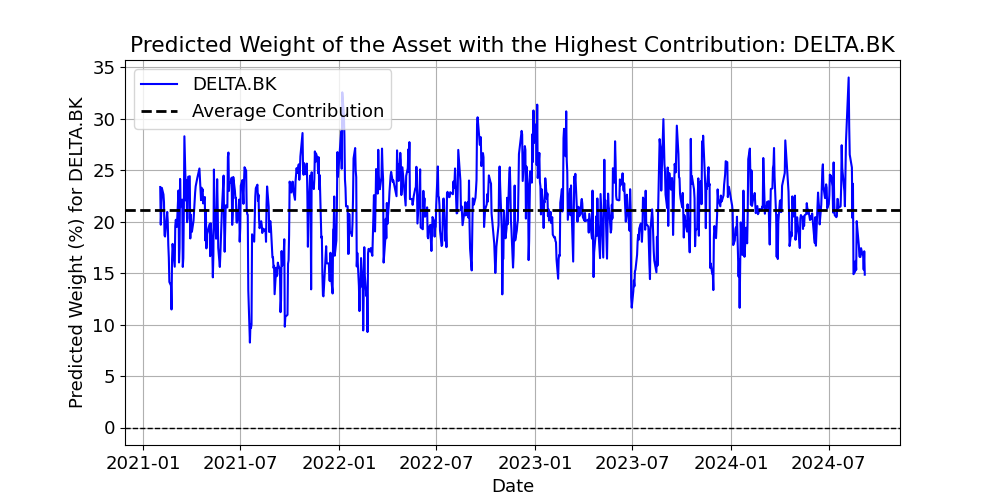 Predicted Weight of the Asset with the Highest Contribution: DELTA.BK
DELTA.BK
Average Contribution
Predicted Weight (%) for DELTA.BK
35
30
25
20
15
10
5
0
2021-01 2021-07 2022-01 2022-07 2023-01 2023-07 2024-01 2024-07
Date